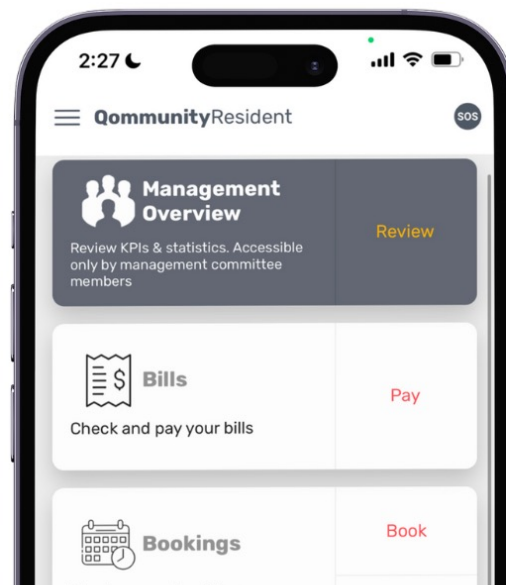 2:27
QommunityResident
SOS
Management
Overview
Review KPIs & statistics. Accessible
only by management committee
members
Review
$ Bills
Check and pay your bills
Pay
Bookings
Book